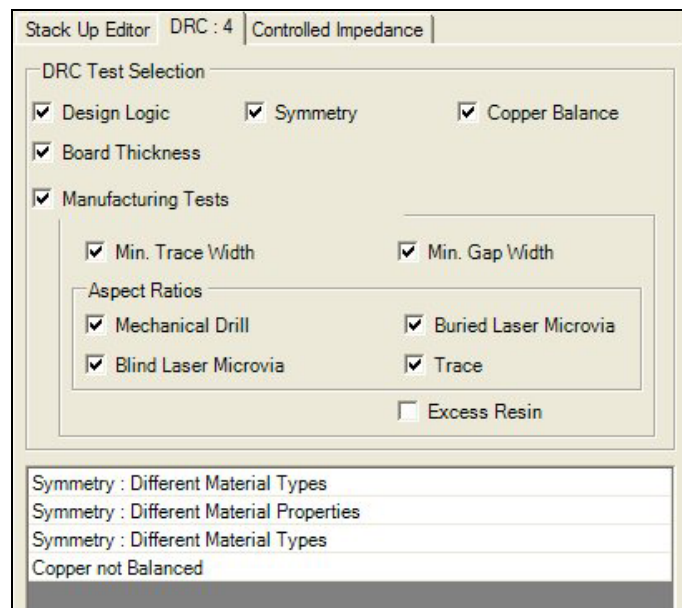 Stack Up Editor DRC : 4 Controlled Impedance
DRC Test Selection
Design Logic Symmetry Copper Balance
Board Thickness
Manufacturing Tests
Min. Trace Width Min. Gap Width
Aspect Ratios
Mechanical Drill Buried Laser Microvia
Blind Laser Microvia Trace
Excess Resin
Symmetry : Different Material Types
Symmetry : Different Material Properties
Symmetry : Different Material Types
Copper not Balanced